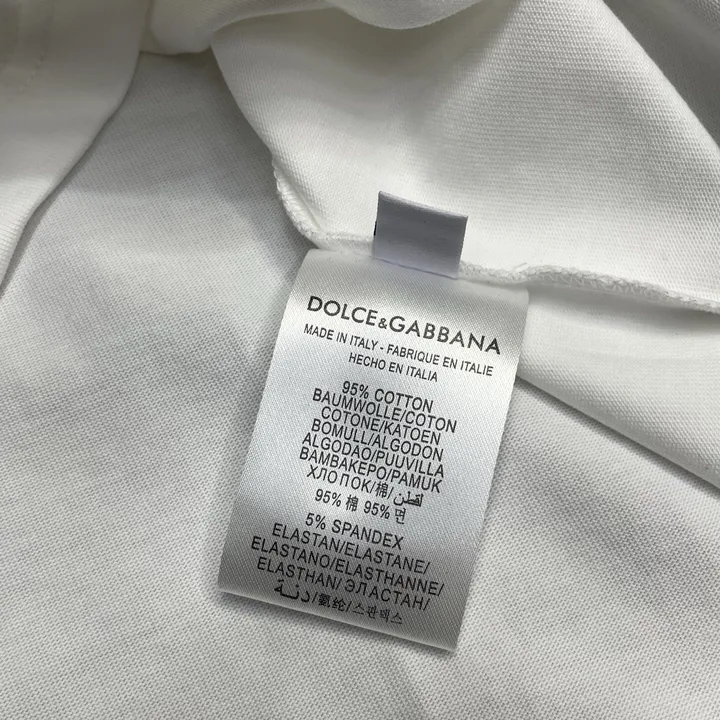 DOLCE&GABBANA
MADE IN ITALY - FABRIQUE EN ITALIE
HECHO EN ITALIA
95% COTTON
BAUMWOLLE/COTON
COTONE/KATOEN
BOMULL/ALGODON
ALGODAO/PUUVILLA
BAMBAKEPO/PAMUK
ХЛОПОК/棉/
95% 棉 95% 면
5% SPANDEX
ELASTAN/ELASTANE/
ELASTANO/ELASTHANNE/
ELASTHAN/ ЭЛАСТАН/
/氨纶/스판덱스